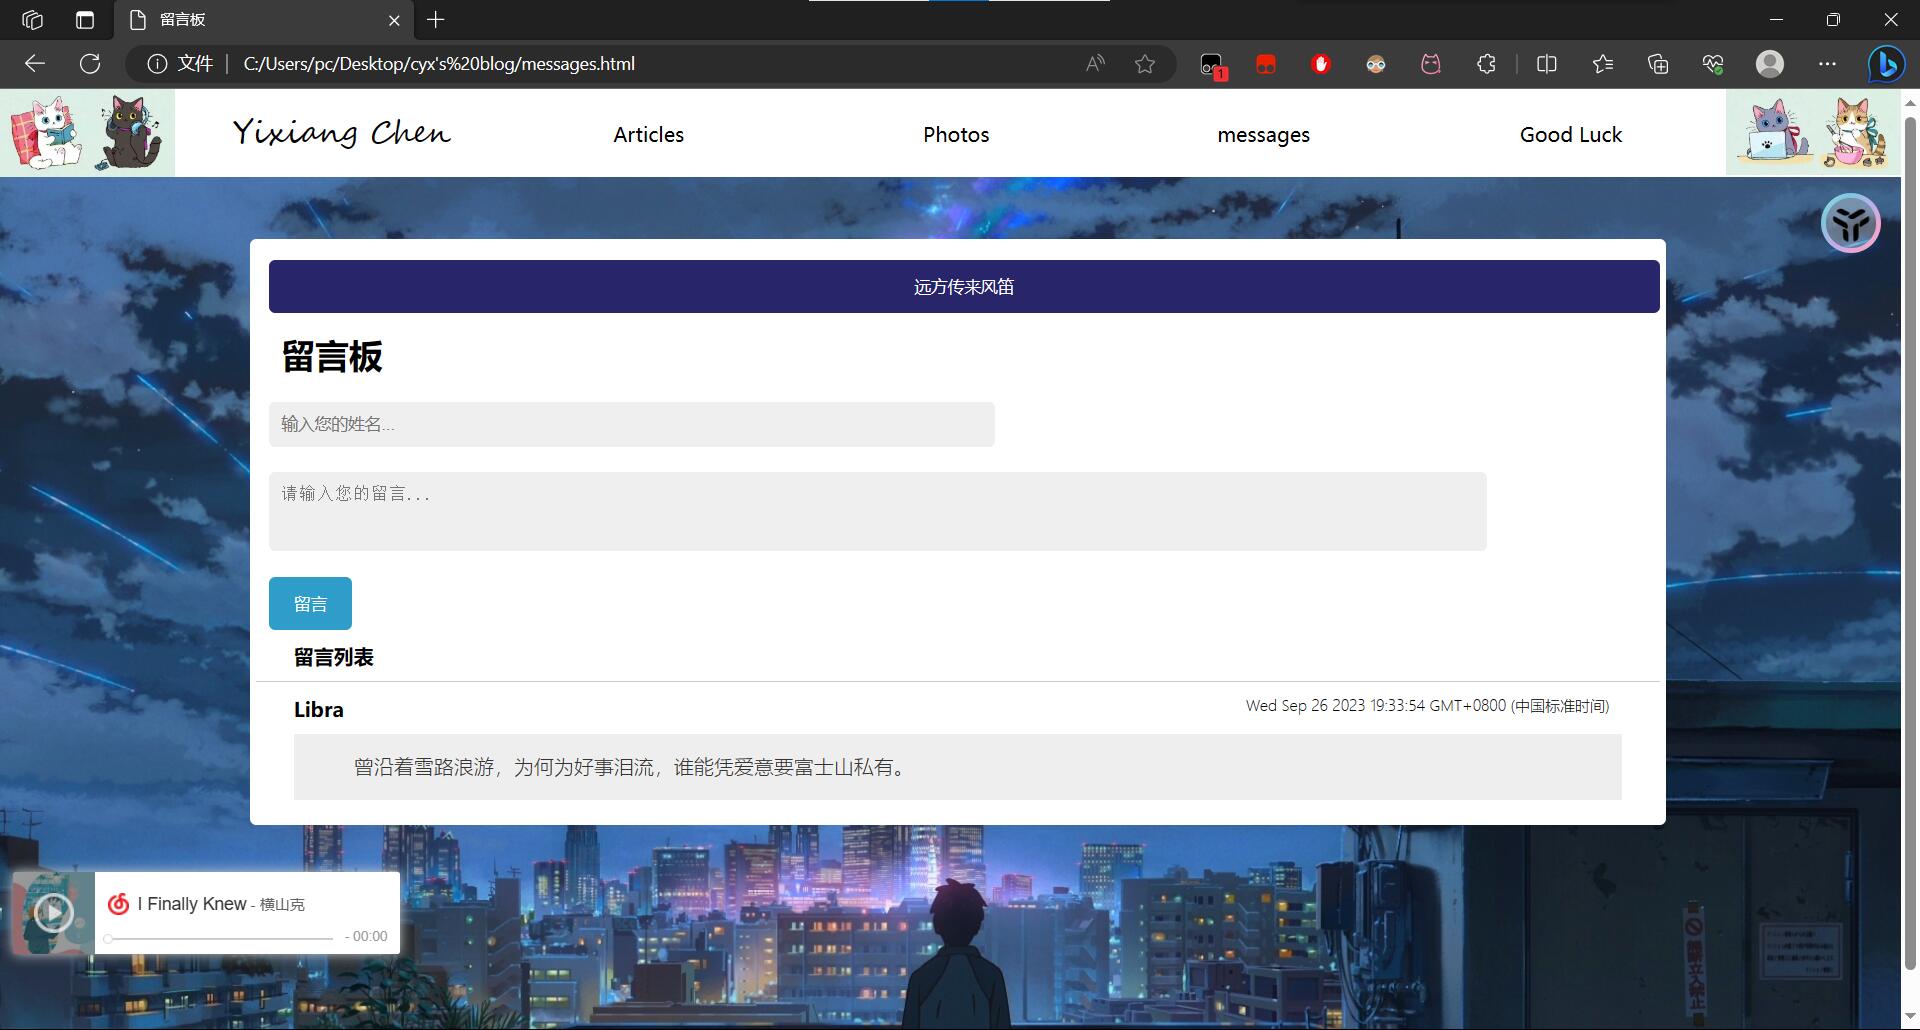 留言板
文件
C:/Users/pc/Desktop/cyx's%20blog/messages.html
1
Yixiang Chen
Articles
Photos
messages
Good Luck
远方传来风笛
留言板
输入您的姓名...
请输入您的留言...
留言
留言列表
Libra
Wed Sep 26 2023 19:33:54 GMT+0800 (中国标准时间)
曾沿着雪路浪游，为何为好事泪流，谁能凭爱意要富士山私有。
I Finally Knew - 横山克
- 00:00